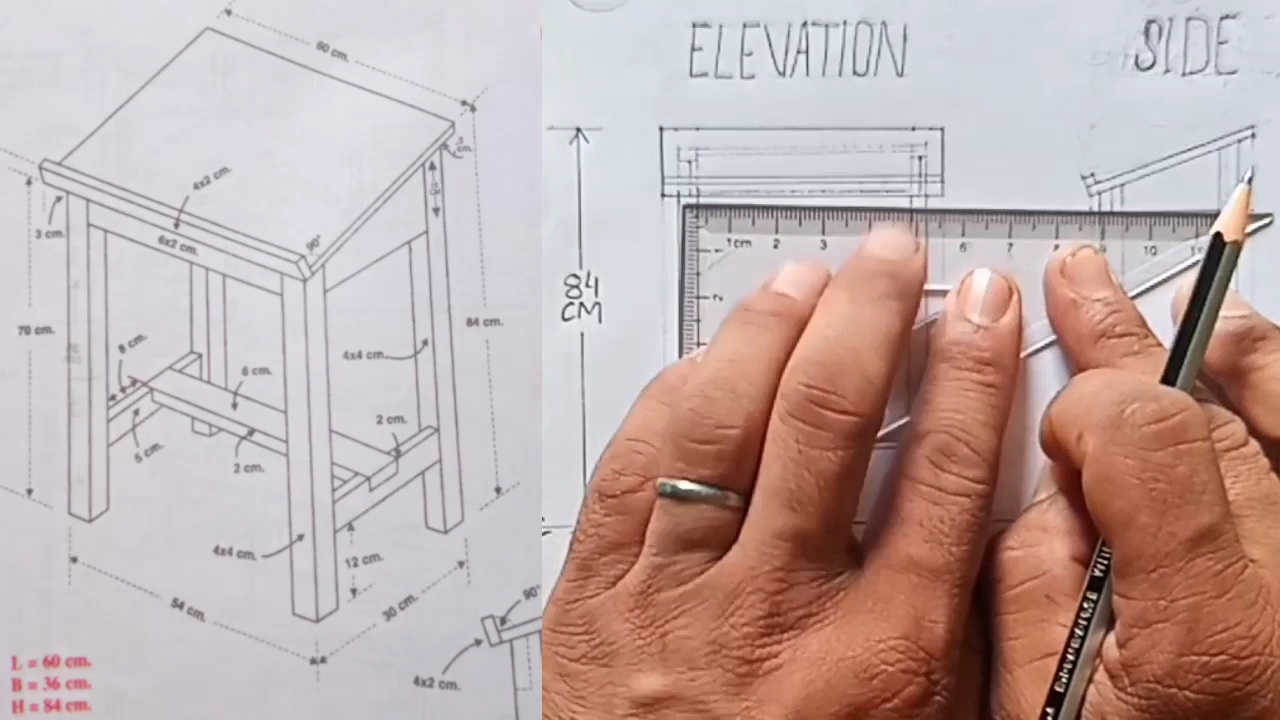 60 cm.
3
4x2 cm.
90°
3 cm.
6x2 cm.
70 cm.
84 cm.
8 cm.
4x4 cm.
6 cm.
2 cm.
5 cm.
2 cm.
4x4 cm.
12 cm.
54 cm.
30 cm.
90°
4x2 cm.
L = 60 cm.
B = 36 cm.
H = 84 cm.
ELEVATION
SIDE
84
CM
1cm 2 3 6 7 8 9 10
2